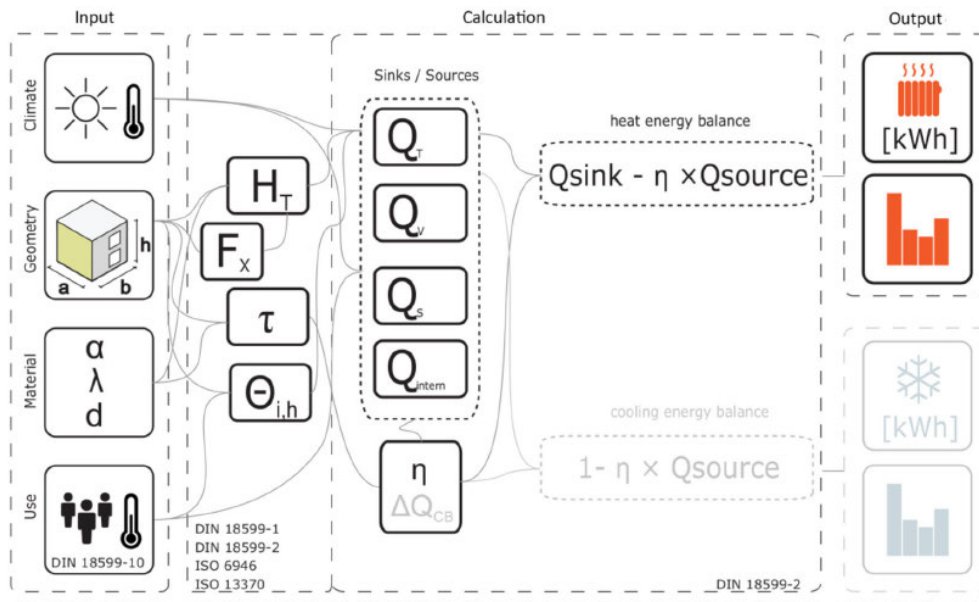 Input
Calculation
Output
Climate
Geometry
a
b
h
Material
α
λ
d
Use
DIN 18599-10
H_T
F_X
τ
Θ_i,h
DIN 18599-1
DIN 18599-2
ISO 6946
ISO 13370
Sinks / Sources
Q_T
Q_V
Q_S
Q_intern
η
ΔQ_CB
heat energy balance
Qsink - η ×Qsource
cooling energy balance
1- η × Qsource
DIN 18599-2
[kWh]
[kWh]